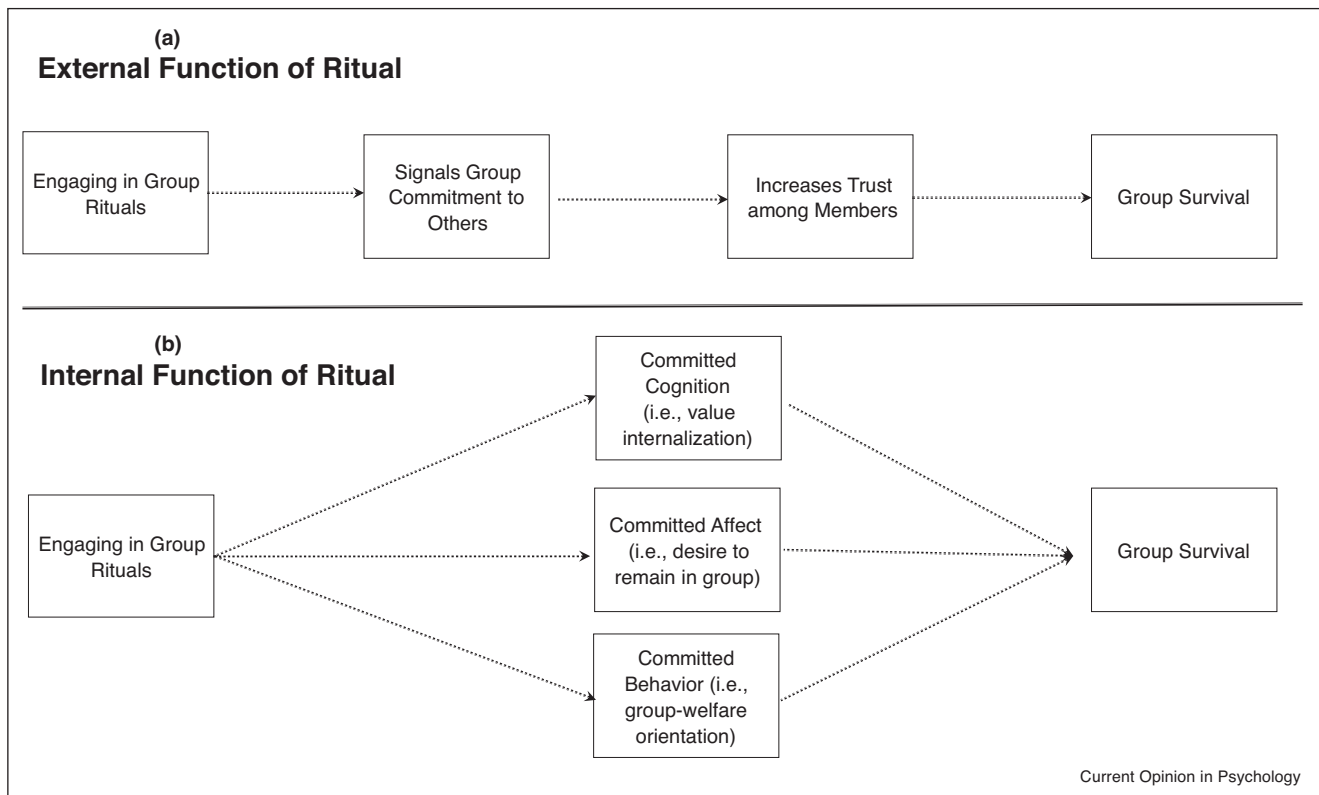 (a)
External Function of Ritual
Engaging in Group
Rituals
Signals Group
Commitment to
Others
Increases Trust
among Members
Group Survival
(b)
Internal Function of Ritual
Engaging in Group
Rituals
Committed
Cognition
(i.e., value
internalization)
Committed Affect
(i.e., desire to
remain in group)
Committed
Behavior (i.e.,
group-welfare
orientation)
Group Survival
Current Opinion in Psychology